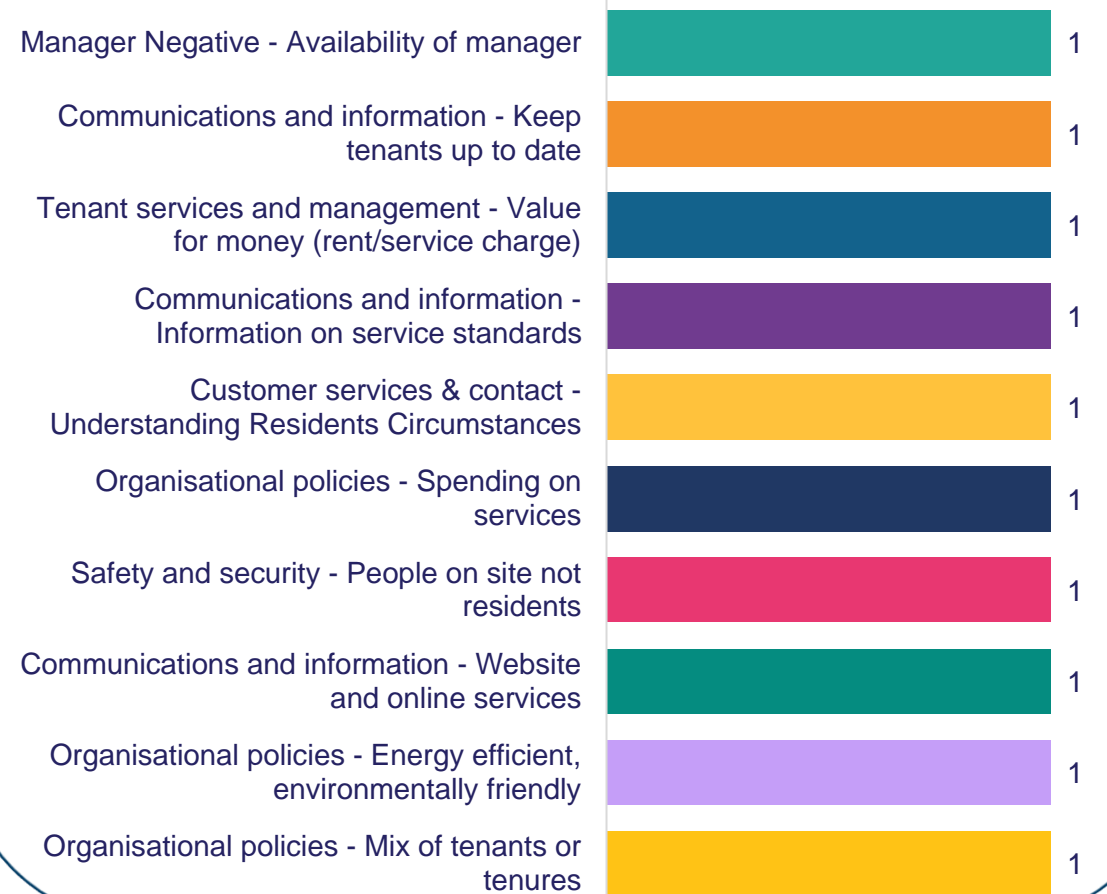 Manager Negative - Availability of manager 1
Communications and information - Keep
tenants up to date 1
Tenant services and management - Value
for money (rent/service charge) 1
Communications and information -
Information on service standards 1
Customer services & contact -
Understanding Residents Circumstances 1
Organisational policies - Spending on
services 1
Safety and security - People on site not
residents 1
Communications and information - Website
and online services 1
Organisational policies - Energy efficient,
environmentally friendly 1
Organisational policies - Mix of tenants or
tenures 1